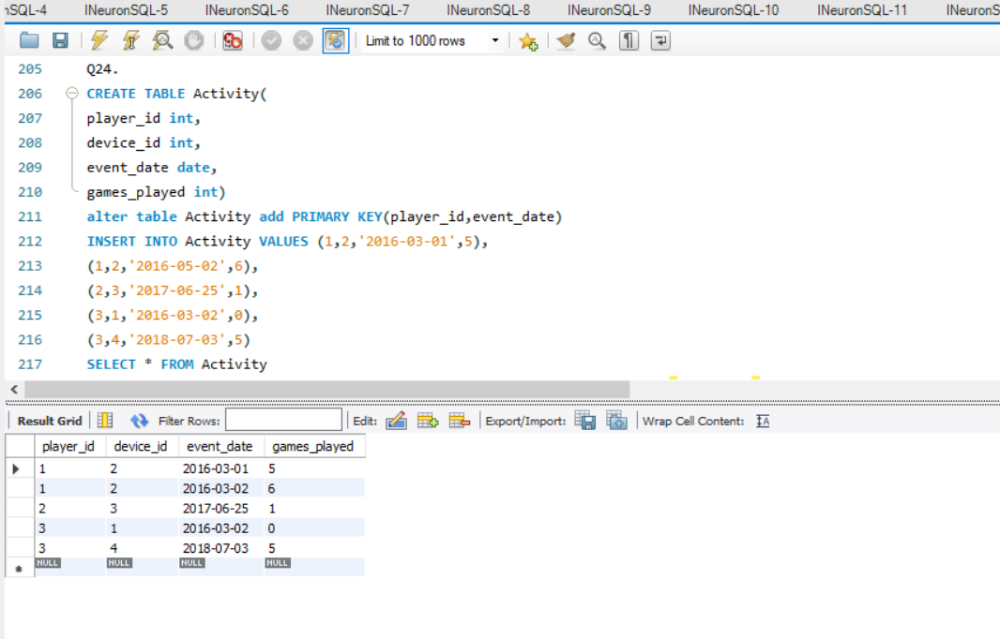 nSQL-4 INeuronSQL-5 INeuronSQL-6 INeuronSQL-7 INeuronSQL-8 INeuronSQL-9 INeuronSQL-10 INeuronSQL-11 INeuronS
Limit to 1000 rows
205 Q24.
206 CREATE TABLE Activity(
207 player_id int,
208 device_id int,
209 event_date date,
210 games_played int)
211 alter table Activity add PRIMARY KEY(player_id,event_date)
212 INSERT INTO Activity VALUES (1,2,'2016-03-01',5),
213 (1,2,'2016-05-02',6),
214 (2,3,'2017-06-25',1),
215 (3,1,'2016-03-02',0),
216 (3,4,'2018-07-03',5)
217 SELECT * FROM Activity
Result Grid Filter Rows: Edit: Export/Import: Wrap Cell Content: IA
player_id device_id event_date games_played
1 2 2016-03-01 5
1 2 2016-03-02 6
2 3 2017-06-25 1
3 1 2016-03-02 0
3 4 2018-07-03 5
NULL NULL NULL NULL